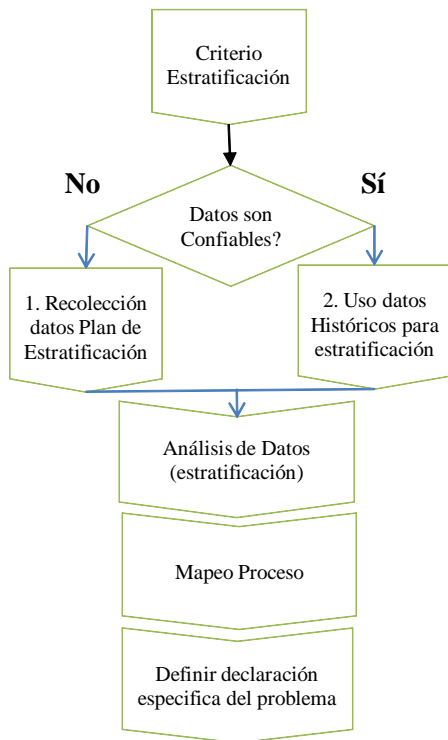 Criterio
Estratificación
No
Sí
Datos son
Confiables?
1. Recolección
datos Plan de
Estratificación
2. Uso datos
Históricos para
estratificación
Análisis de Datos
(estratificación)
Mapeo Proceso
Definir declaración
especifica del problema